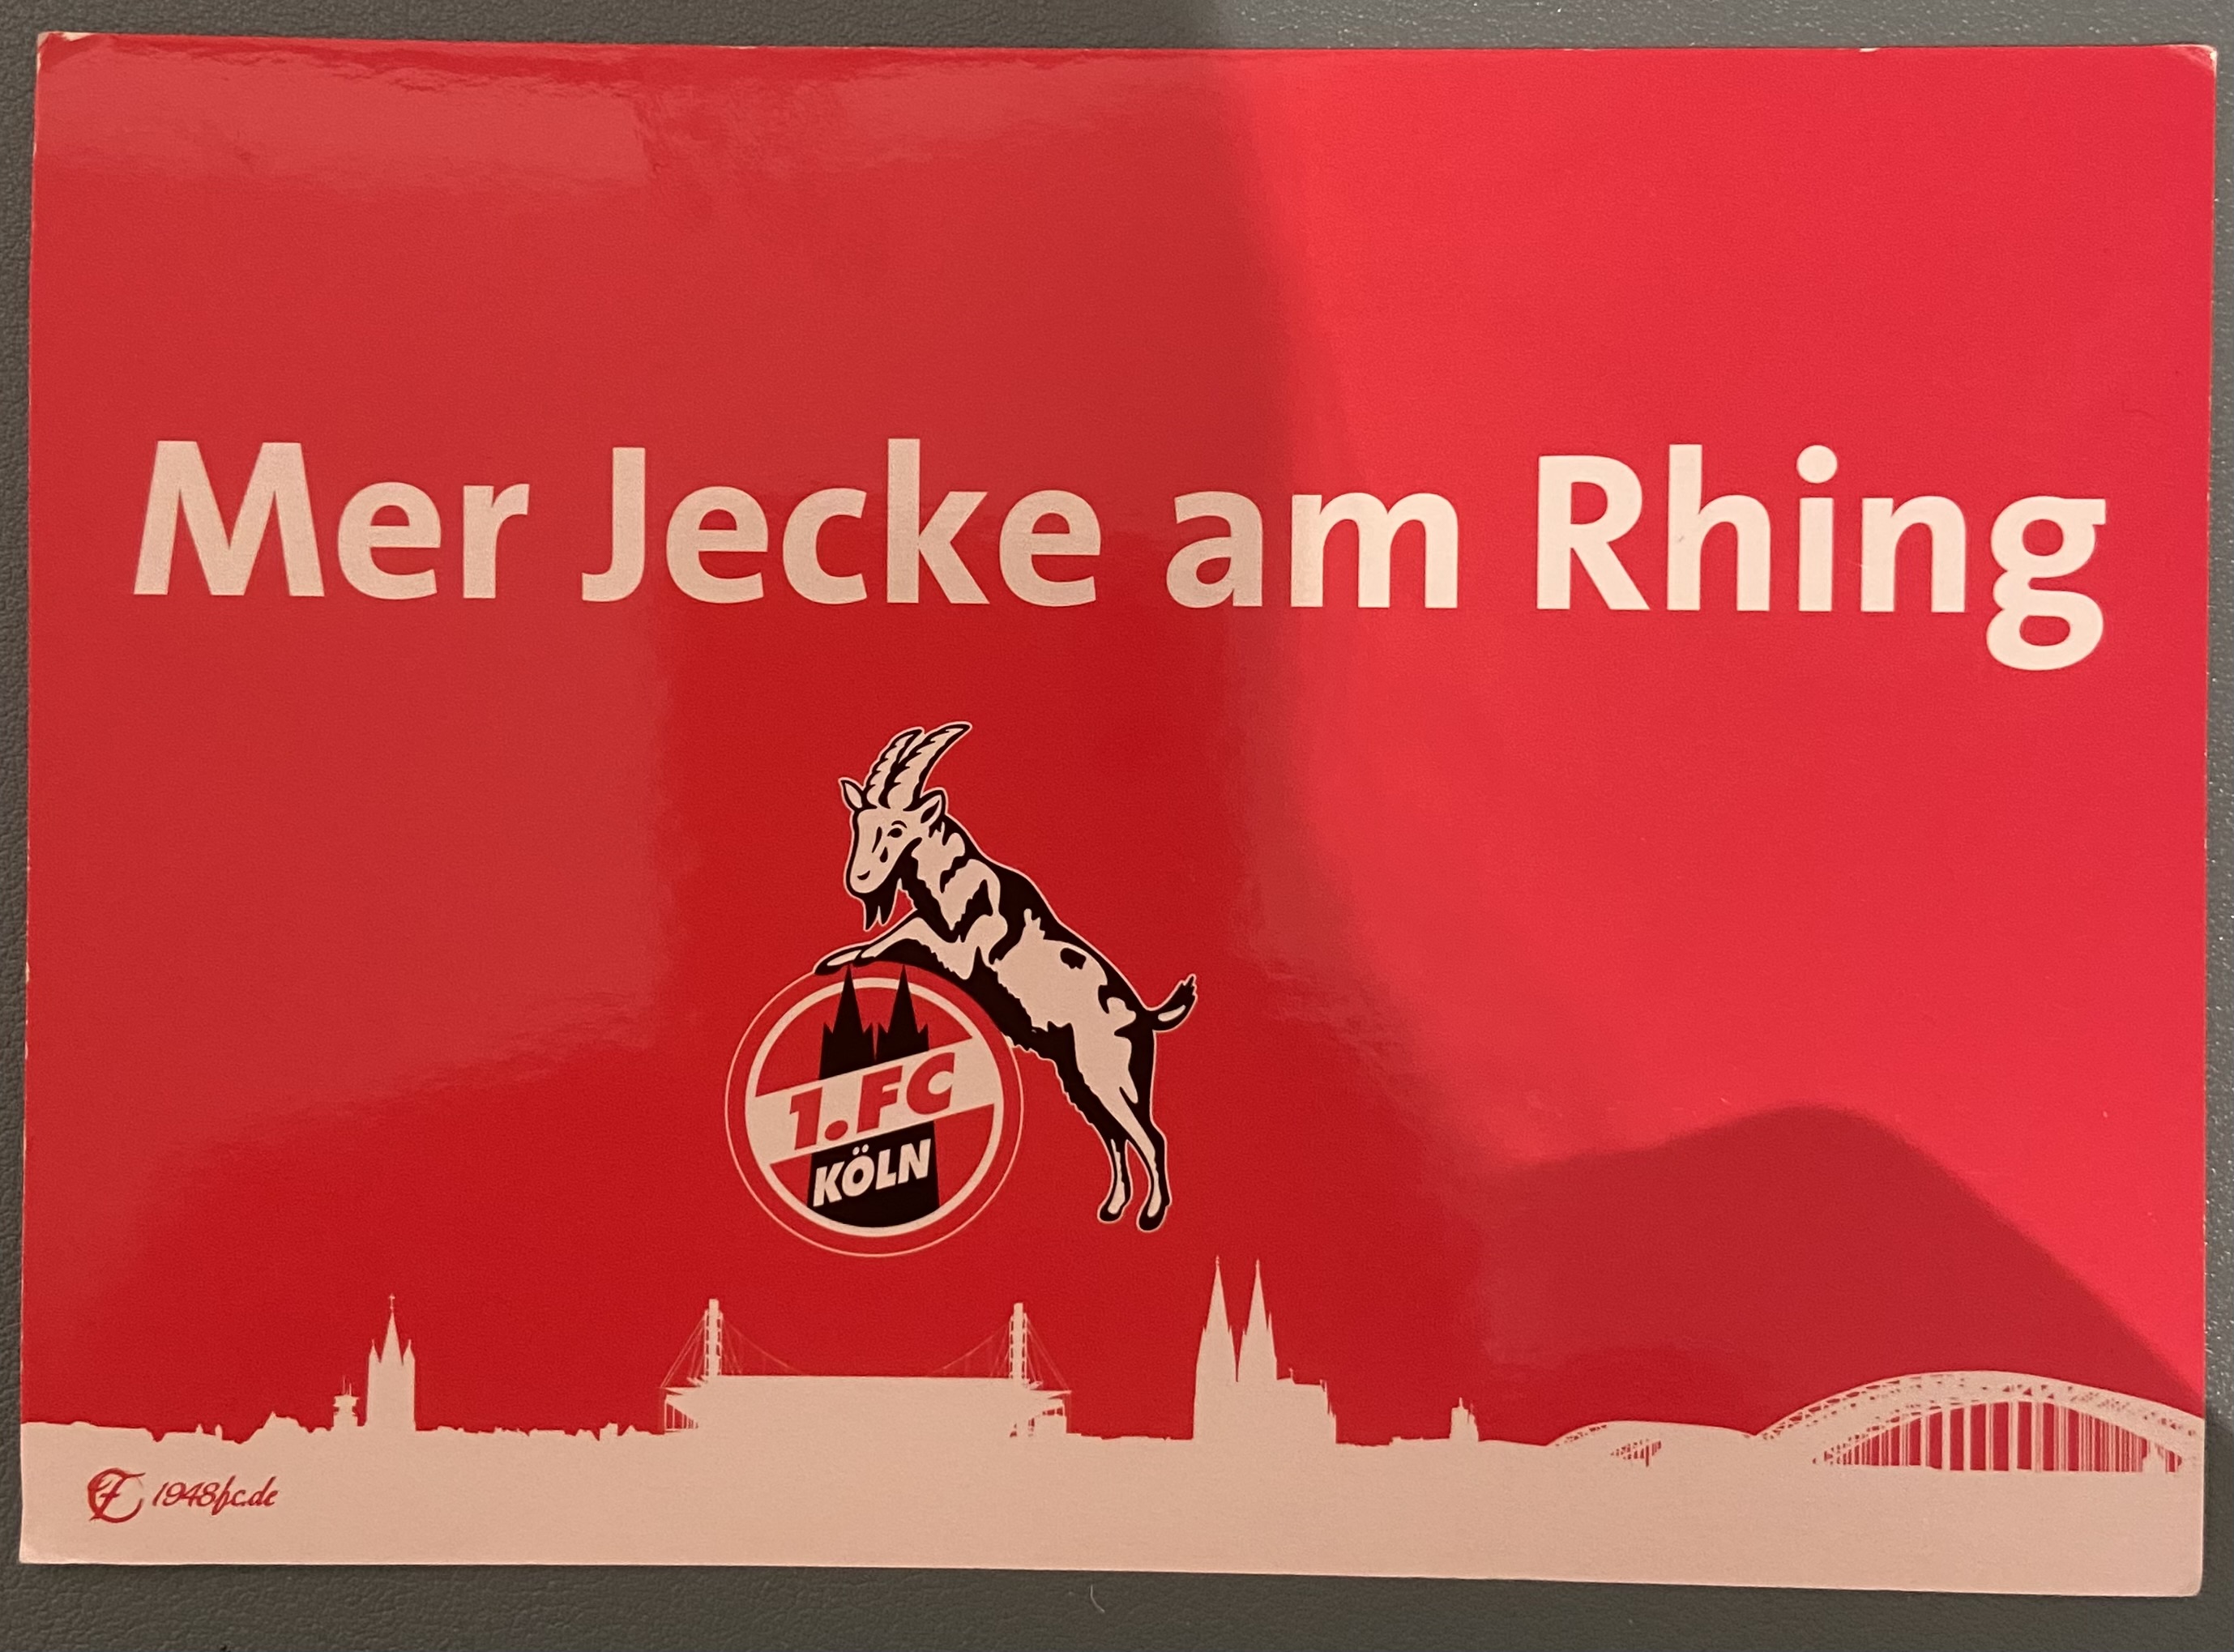 Mer Jecke am Rhing
1.FC
KÖLN
1948fc.de